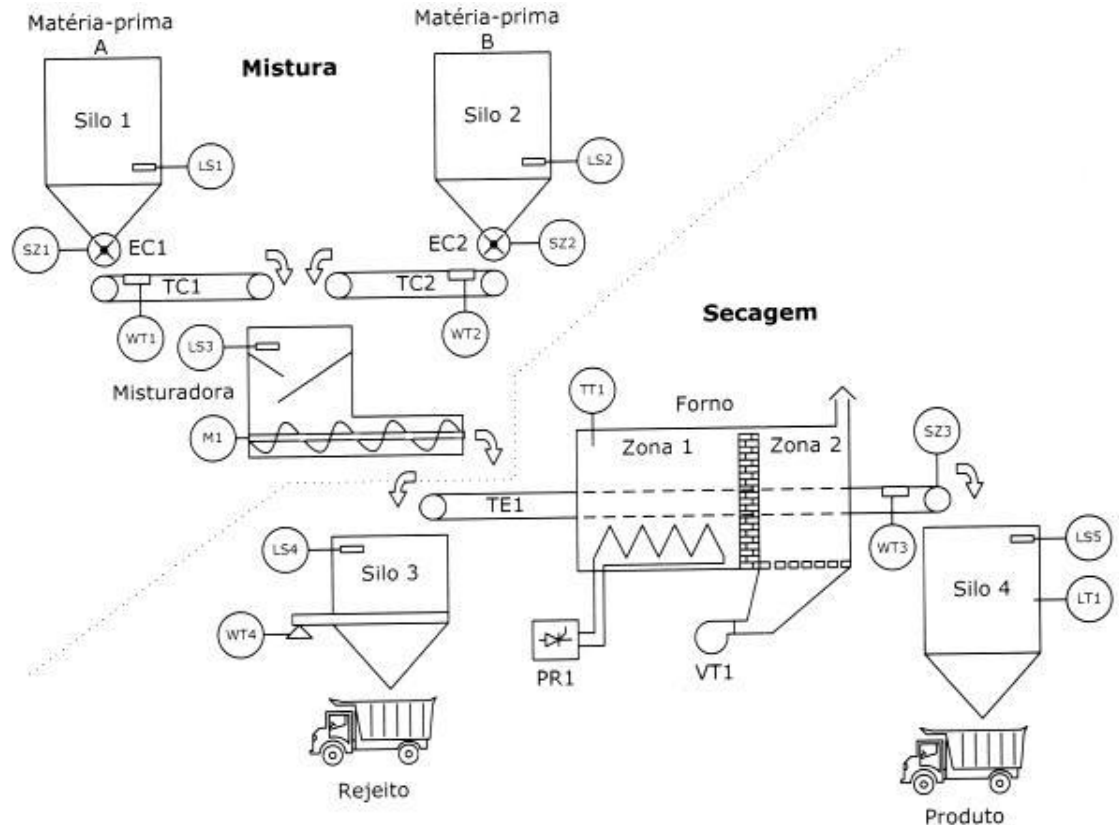 Matéria-prima
A
Matéria-prima
B
Mistura
Silo 1
Silo 2
LS1
LS2
SZ1
EC1
EC2
SZ2
TC1
TC2
WT1
WT2
LS3
Misturadora
M1
Secagem
TT1
Forno
Zona 1
Zona 2
SZ3
TE1
WT3
LS4
Silo 3
WT4
LS5
Silo 4
LT1
PR1
VT1
Rejeito
Produto